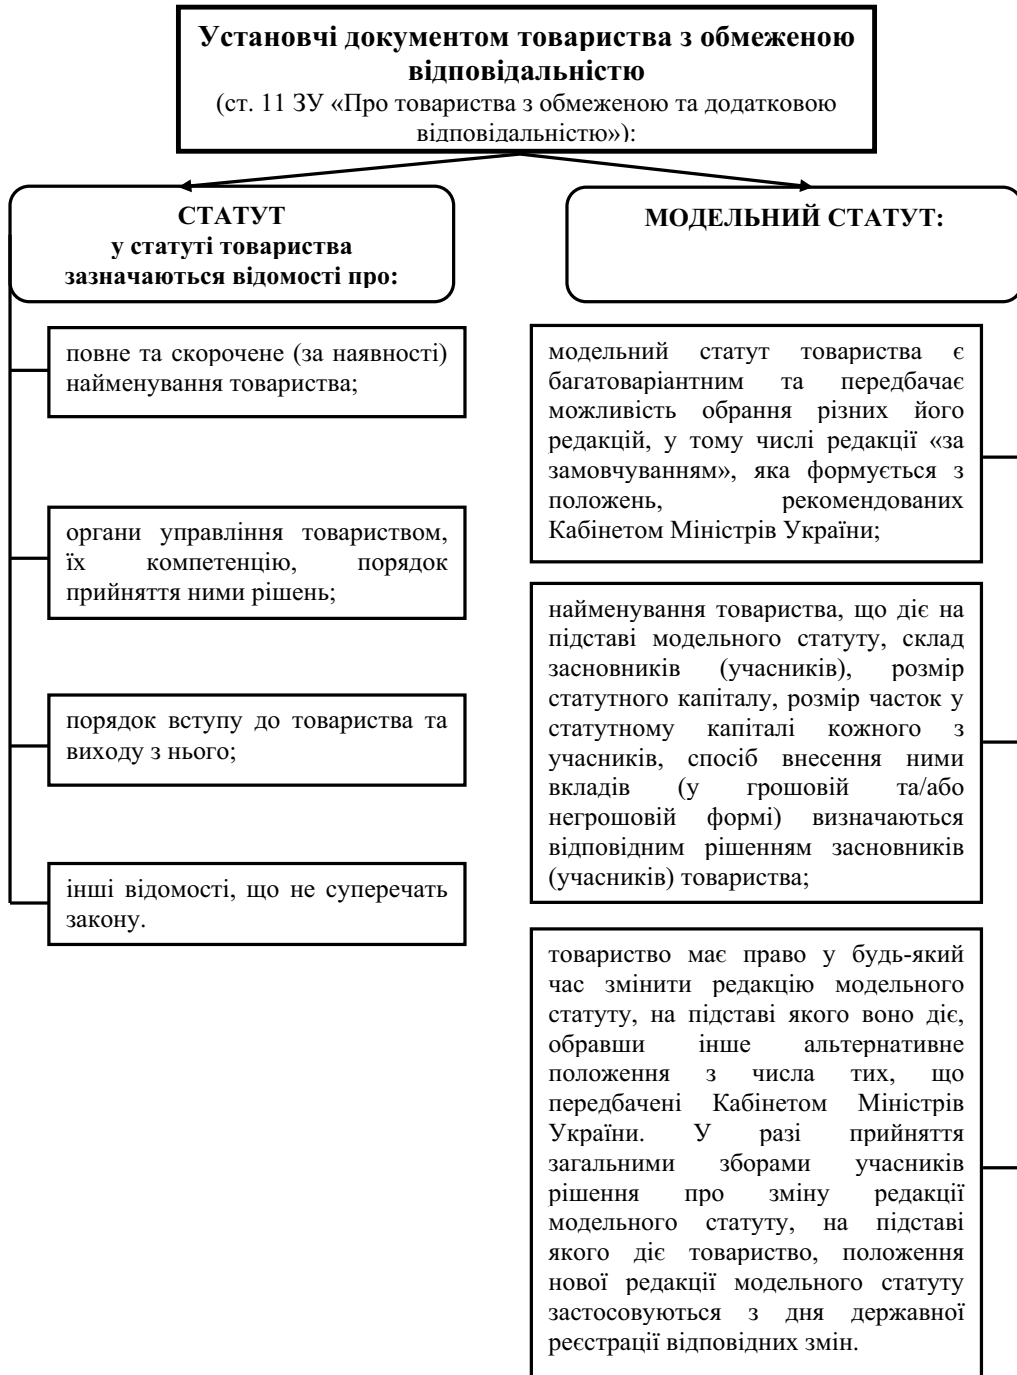 Установчі документом товариства з обмеженою
відповідальністю
(ст. 11 ЗУ «Про товариства з обмеженою та додатковою
відповідальністю»):
СТАТУТ
у статуті товариства
зазначаються відомості про:
повне та скорочене (за наявності)
найменування товариства;
органи управління товариством,
їх компетенцію, порядок
прийняття ними рішень;
порядок вступу до товариства та
виходу з нього;
інші відомості, що не суперечать
закону.
МОДЕЛЬНИЙ СТАТУТ:
модельний статут товариства є
багатоваріантним та передбачає
можливість обрання різних його
редакцій, у тому числі редакції «за
замовчуванням», яка формується з
положень, рекомендованих
Кабінетом Міністрів України;
найменування товариства, що діє на
підставі модельного статуту, склад
засновників (учасників), розмір
статутного капіталу, розмір часток у
статутному капіталі кожного з
учасників, спосіб внесення ними
вкладів (у грошовій та/або
негрошовій формі) визначаються
відповідним рішенням засновників
(учасників) товариства;
товариство має право у будь-який
час змінити редакцію модельного
статуту, на підставі якого воно діє,
обравши інше альтернативне
положення з числа тих, що
передбачені Кабінетом Міністрів
України. У разі прийняття
загальними зборами учасників
рішення про зміну редакції
модельного статуту, на підставі
якого діє товариство, положення
нової редакції модельного статуту
застосовуються з дня державної
реєстрації відповідних змін.